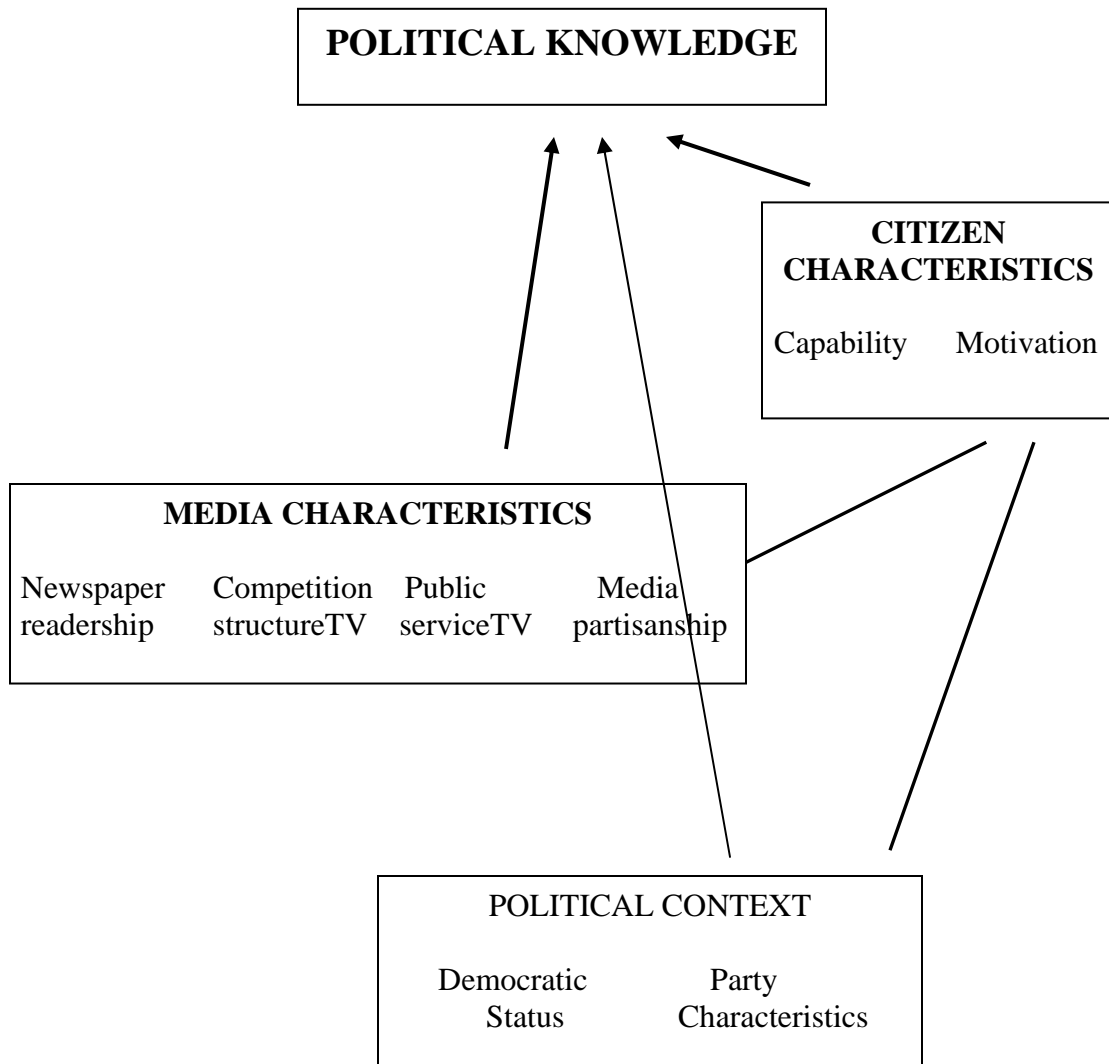 POLITICAL KNOWLEDGE
CITIZEN
CHARACTERISTICS
Capability Motivation
MEDIA CHARACTERISTICS
Newspaper Competition Public Media
readership structureTV serviceTV partisanship
POLITICAL CONTEXT
Democratic Party
Status Characteristics